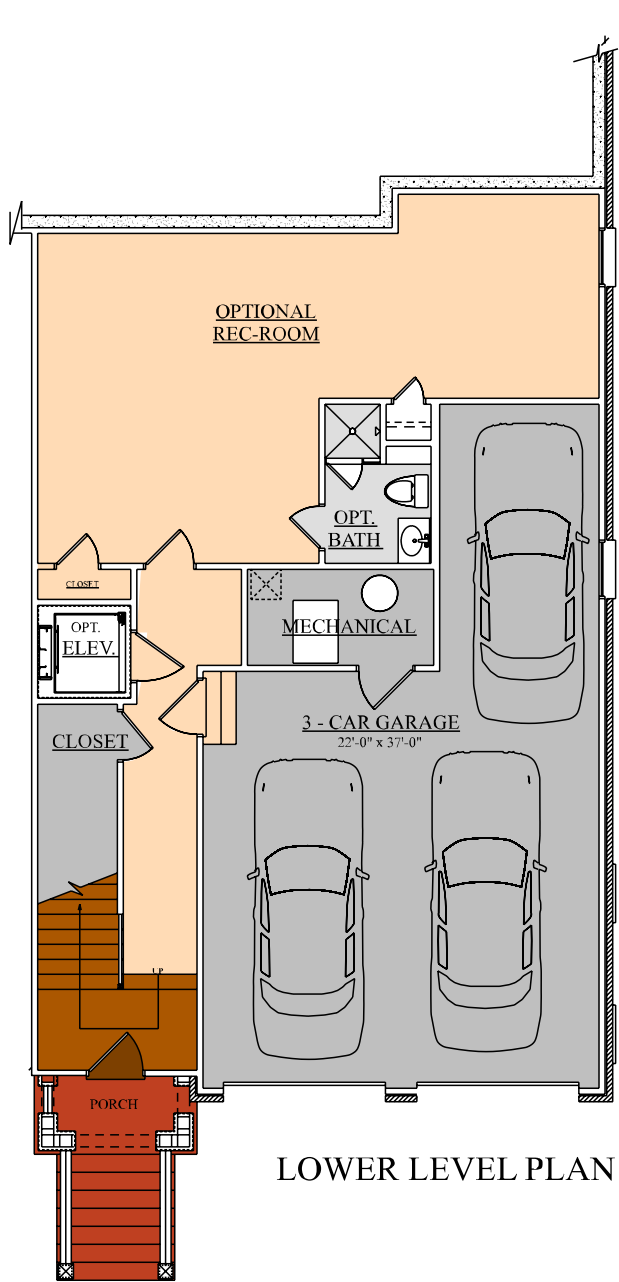 OPTIONAL
REC-ROOM
OPT.
BATH
CLOSET
OPT.
ELEV.
MECHANICAL
3 - CAR GARAGE
22'-0" x 37'-0"
CLOSET
UP
PORCH
LOWER LEVEL PLAN